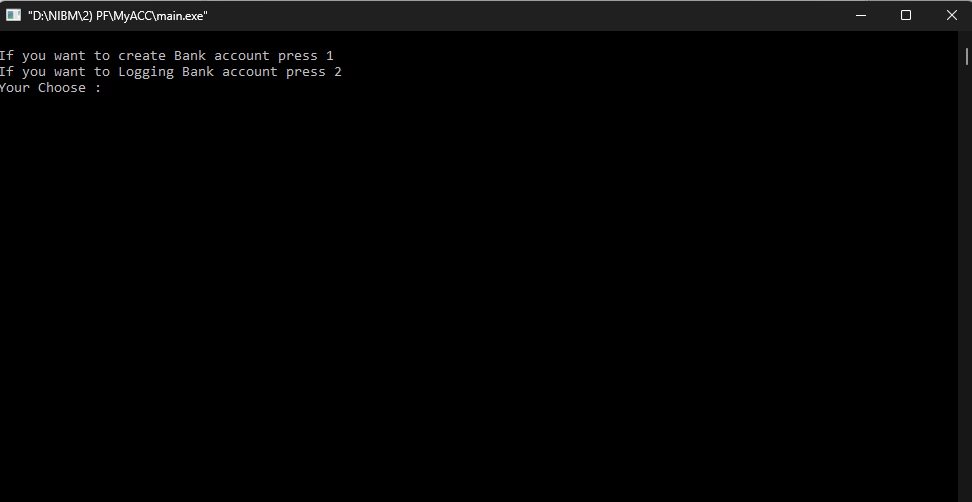 "D:\NIBM\2) PF\MyACC\main.exe"
If you want to create Bank account press 1
If you want to Logging Bank account press 2
Your Choose :